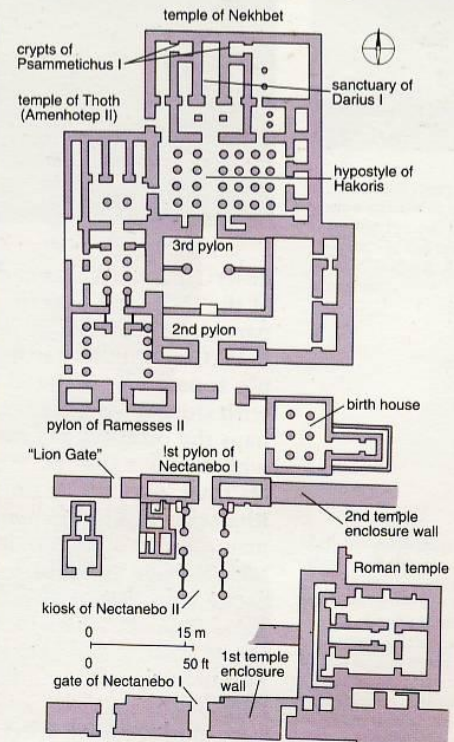 temple of Nekhbet
crypts of
Psammetichus I
sanctuary of
Darius I
temple of Thoth
(Amenhotep II)
hypostyle of
Hakoris
3rd pylon
2nd pylon
birth house
pylon of Ramesses II
"Lion Gate"
!st pylon of
Nectanebo I
2nd temple
enclosure wall
Roman temple
kiosk of Nectanebo II
0 15 m
0 50 ft
1st temple
enclosure
wall
gate of Nectanebo I